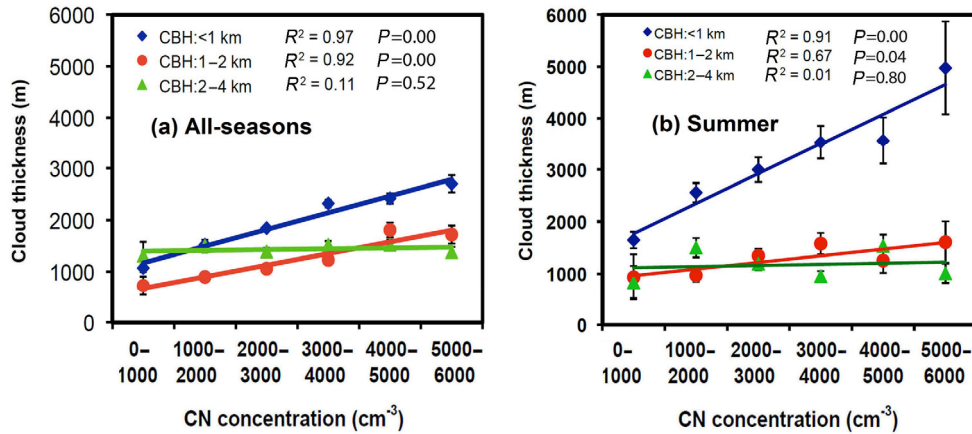 6000
5000
4000
3000
2000
1000
0
Cloud thickness (m)
CBH:<1 km R² = 0.97 P=0.00
CBH:1–2 km R² = 0.92 P=0.00
CBH:2–4 km R² = 0.11 P=0.52
(a) All-seasons
0– 1000– 2000– 3000– 4000– 5000–
1000 2000 3000 4000 5000 6000
CN concentration (cm⁻³)
6000
5000
4000
3000
2000
1000
0
Cloud thickness (m)
CBH:<1 km R² = 0.91 P=0.00
CBH:1–2 km R² = 0.67 P=0.04
CBH:2–4 km R² = 0.01 P=0.80
(b) Summer
0– 1000– 2000– 3000– 4000– 5000–
1000 2000 3000 4000 5000 6000
CN concentration (cm⁻³)